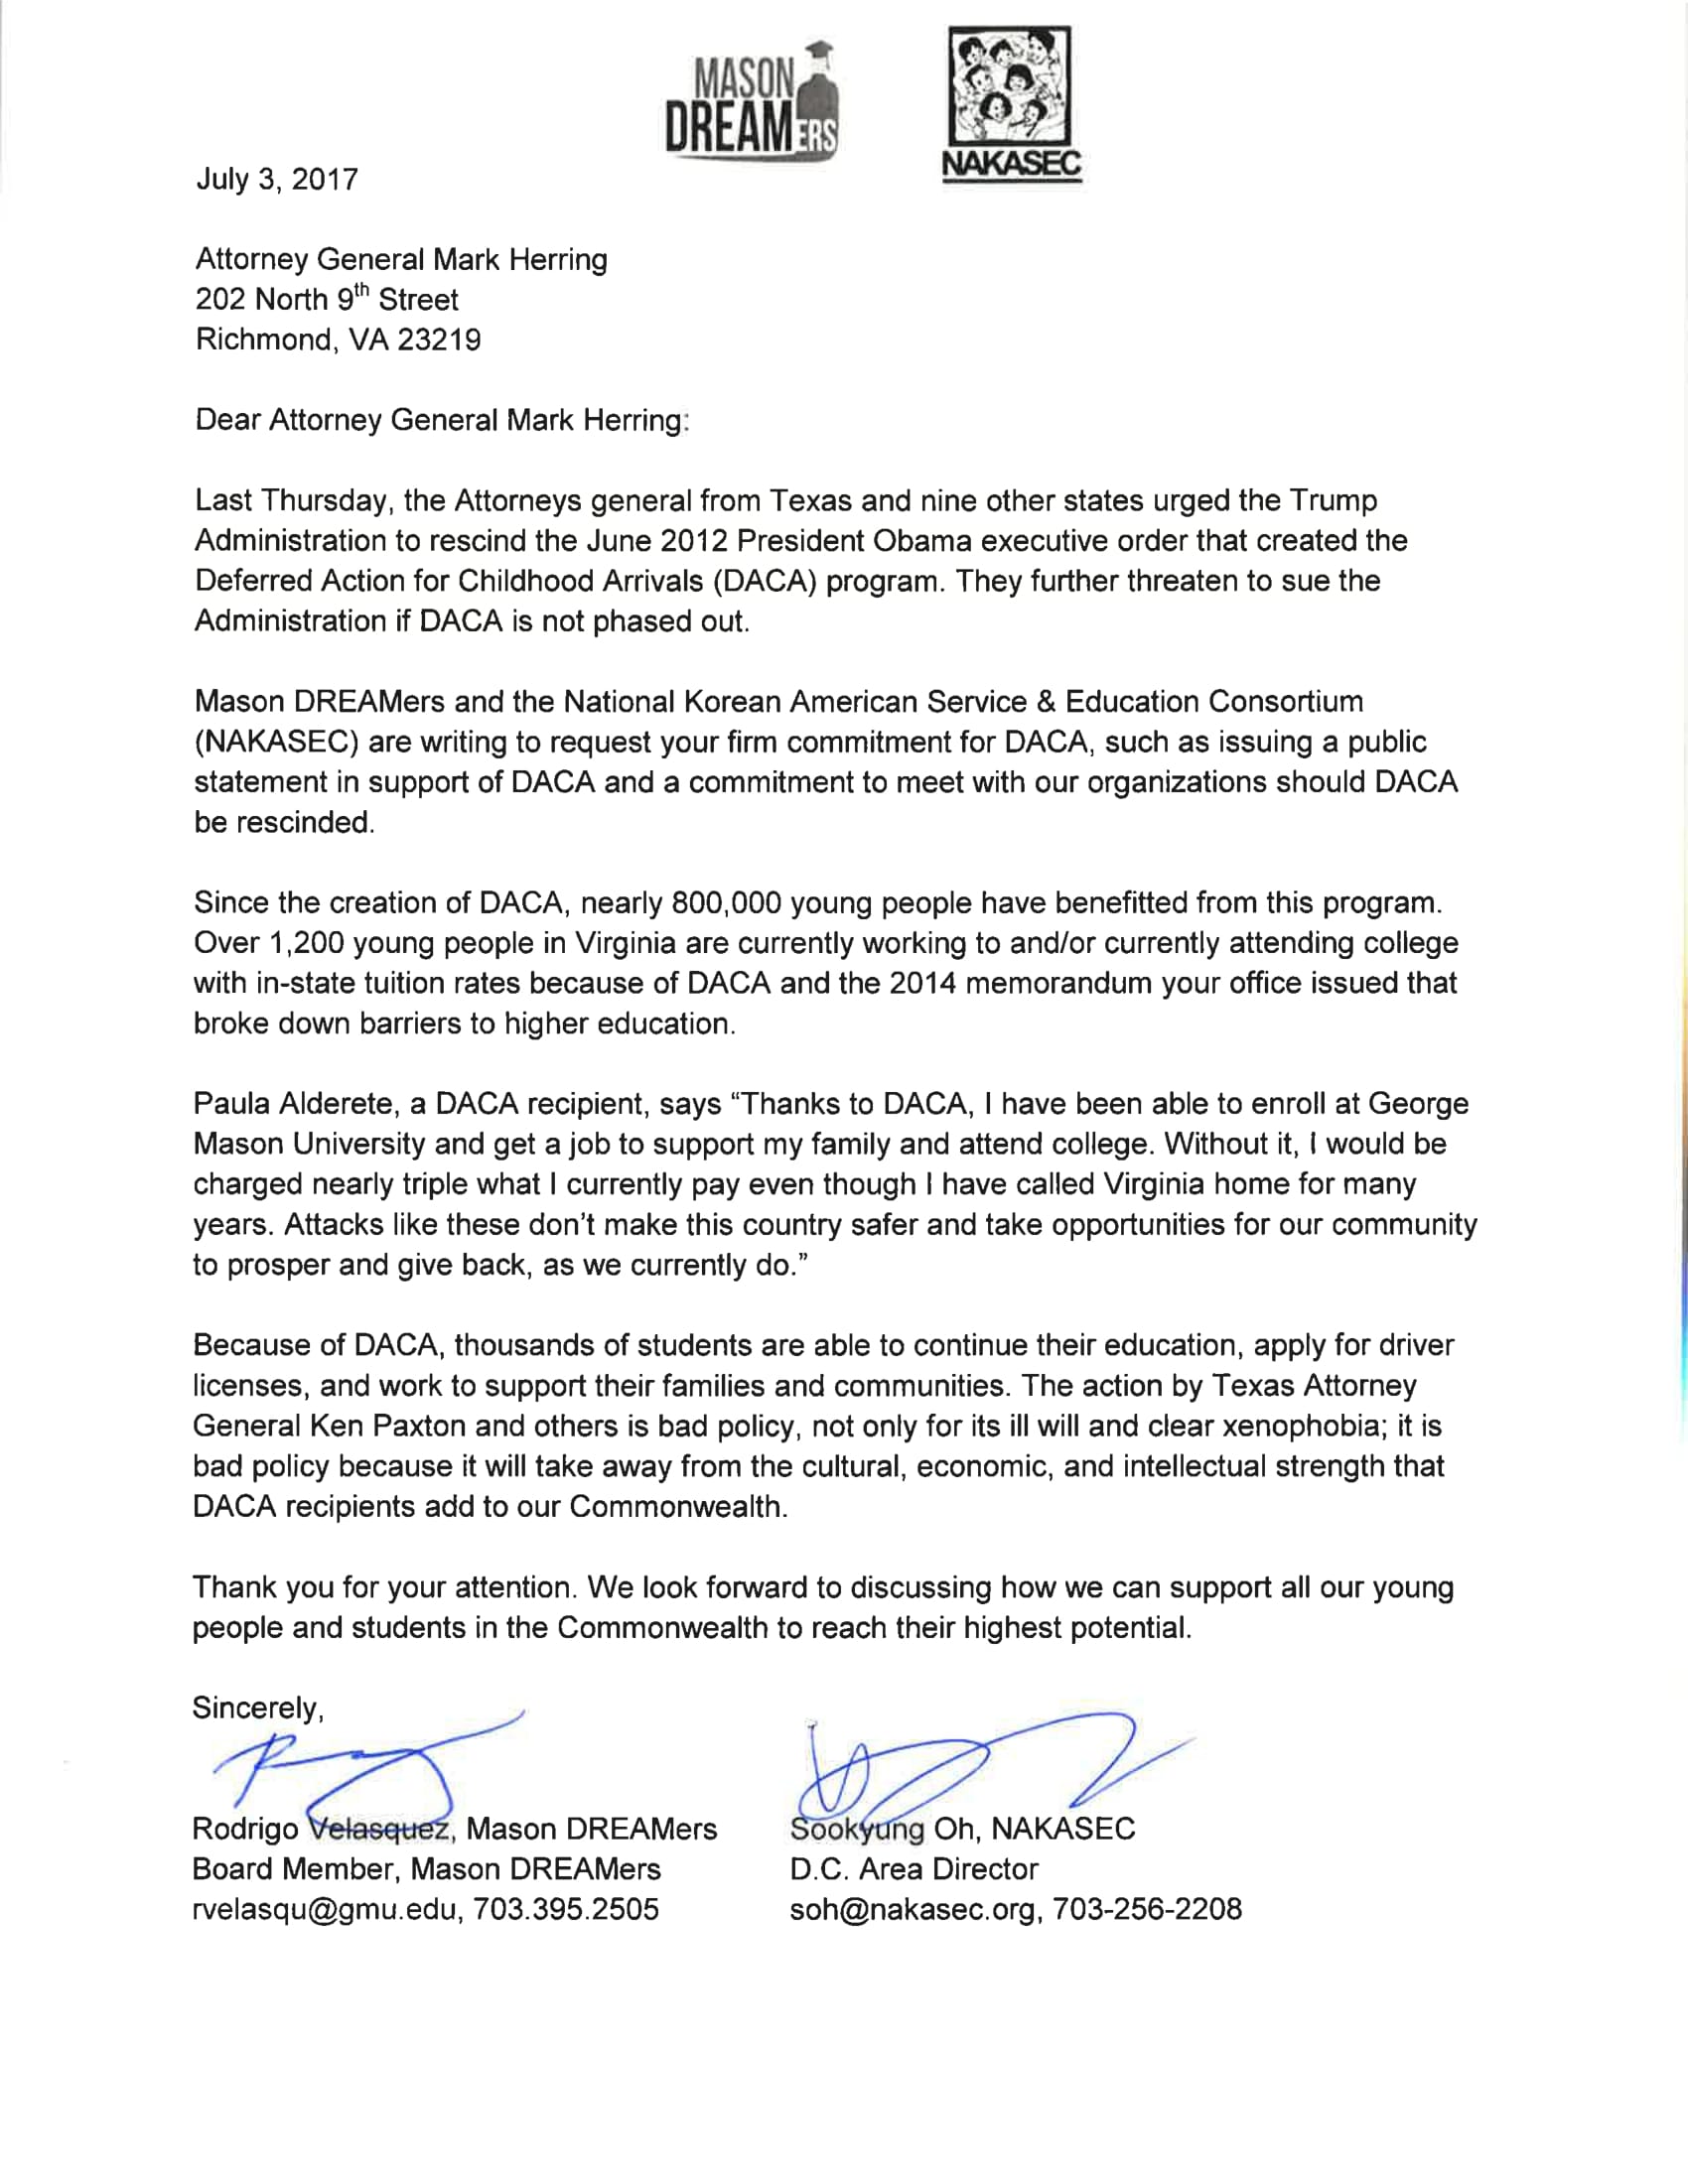 MASON
DREAMERS
NAKASEC
July 3, 2017
Attorney General Mark Herring
202 North 9th Street
Richmond, VA 23219
Dear Attorney General Mark Herring:
Last Thursday, the Attorneys general from Texas and nine other states urged the Trump
Administration to rescind the June 2012 President Obama executive order that created the
Deferred Action for Childhood Arrivals (DACA) program. They further threaten to sue the
Administration if DACA is not phased out.
Mason DREAMers and the National Korean American Service & Education Consortium
(NAKASEC) are writing to request your firm commitment for DACA, such as issuing a public
statement in support of DACA and a commitment to meet with our organizations should DACA
be rescinded.
Since the creation of DACA, nearly 800,000 young people have benefitted from this program.
Over 1,200 young people in Virginia are currently working to and/or currently attending college
with in-state tuition rates because of DACA and the 2014 memorandum your office issued that
broke down barriers to higher education.
Paula Alderete, a DACA recipient, says “Thanks to DACA, I have been able to enroll at George
Mason University and get a job to support my family and attend college. Without it, I would be
charged nearly triple what I currently pay even though I have called Virginia home for many
years. Attacks like these don’t make this country safer and take opportunities for our community
to prosper and give back, as we currently do.”
Because of DACA, thousands of students are able to continue their education, apply for driver
licenses, and work to support their families and communities. The action by Texas Attorney
General Ken Paxton and others is bad policy, not only for its ill will and clear xenophobia; it is
bad policy because it will take away from the cultural, economic, and intellectual strength that
DACA recipients add to our Commonwealth.
Thank you for your attention. We look forward to discussing how we can support all our young
people and students in the Commonwealth to reach their highest potential.
Sincerely,
Rodrigo Velasquez, Mason DREAMers
Board Member, Mason DREAMers
rvelasqu@gmu.edu, 703.395.2505
Sookyung Oh, NAKASEC
D.C. Area Director
soh@nakasec.org, 703-256-2208